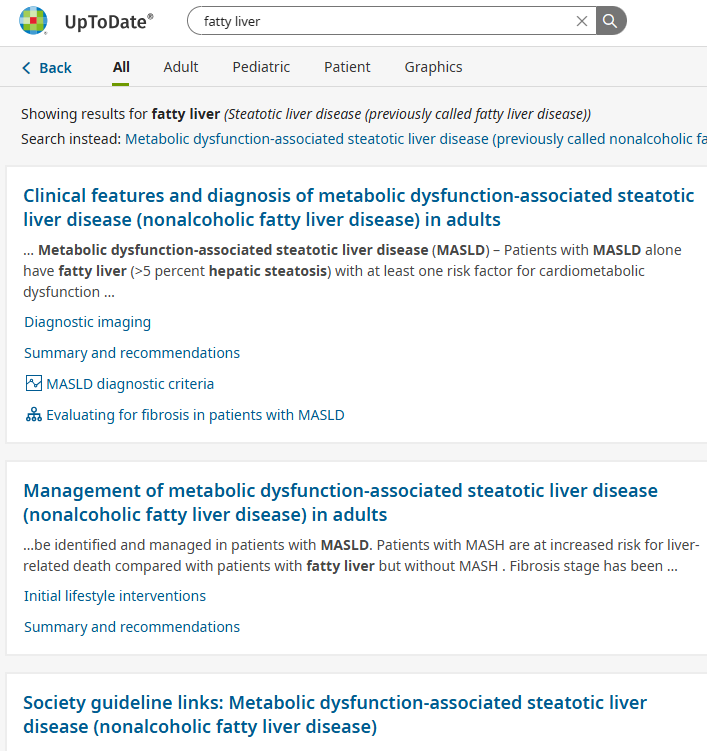 UpToDate®
fatty liver
Back All Adult Pediatric Patient Graphics
Showing results for fatty liver (Steatotic liver disease (previously called fatty liver disease))
Search instead: Metabolic dysfunction-associated steatotic liver disease (previously called nonalcoholic fa
Clinical features and diagnosis of metabolic dysfunction-associated steatotic
liver disease (nonalcoholic fatty liver disease) in adults
... Metabolic dysfunction-associated steatotic liver disease (MASLD) – Patients with MASLD alone
have fatty liver (>5 percent hepatic steatosis) with at least one risk factor for cardiometabolic
dysfunction ...
Diagnostic imaging
Summary and recommendations
MASLD diagnostic criteria
Evaluating for fibrosis in patients with MASLD
Management of metabolic dysfunction-associated steatotic liver disease
(nonalcoholic fatty liver disease) in adults
...be identified and managed in patients with MASLD. Patients with MASH are at increased risk for liver-
related death compared with patients with fatty liver but without MASH . Fibrosis stage has been ...
Initial lifestyle interventions
Summary and recommendations
Society guideline links: Metabolic dysfunction-associated steatotic liver
disease (nonalcoholic fatty liver disease)